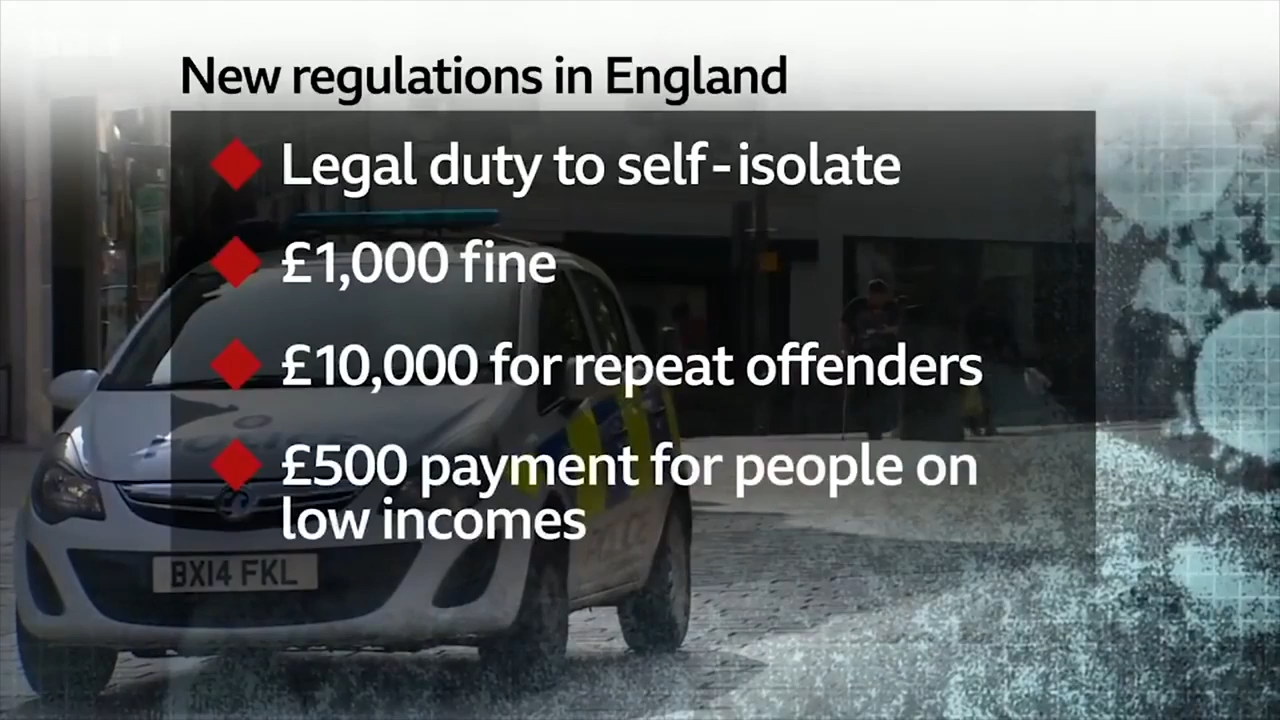 New regulations in England
Legal duty to self-isolate
£1,000 fine
£10,000 for repeat offenders
£500 payment for people on
low incomes
BX14 FKL